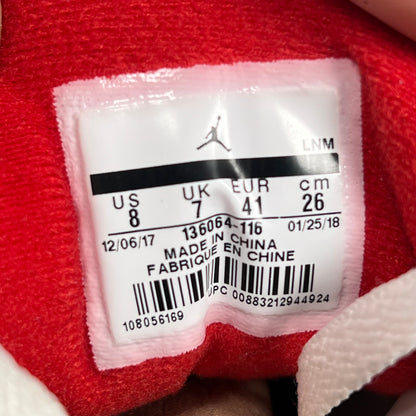 LNM
US UK EUR cm
8 7 41 26
12/06/17 136064-116 01/25/18
MADE IN CHINA
FABRIQUE EN CHINE
UPC 00883212944924
108056169